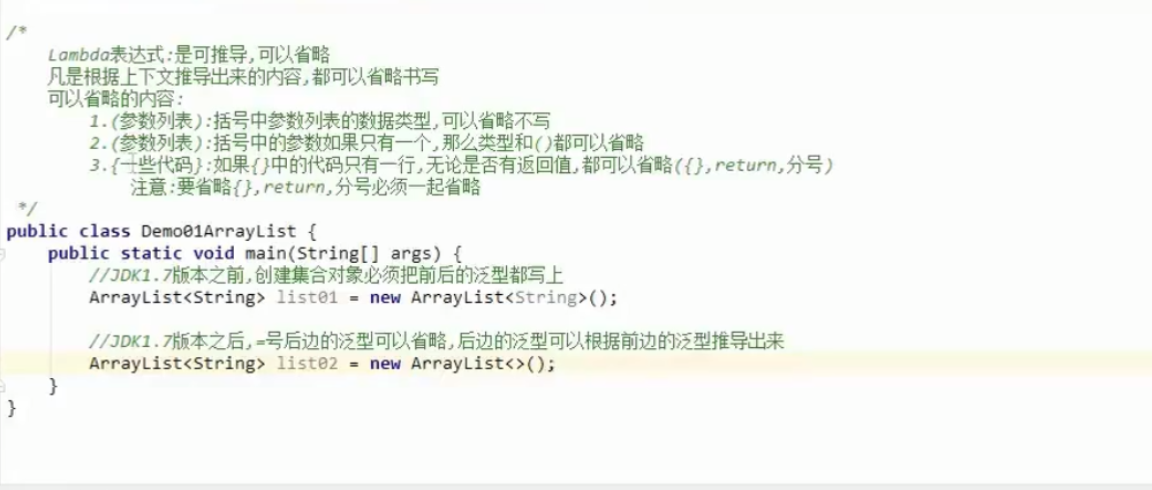 /*
Lambda表达式:是可推导,可以省略
凡是根据上下文推导出来的内容,都可以省略书写
可以省略的内容:
1.(参数列表):括号中参数列表的数据类型,可以省略不写
2.(参数列表):括号中的参数如果只有一个,那么类型和()都可以省略
3.{一些代码}:如果{}中的代码只有一行,无论是否有返回值,都可以省略({},return,分号)
注意:要省略{},return,分号必须一起省略
*/
public class Demo01ArrayList {
public static void main(String[] args) {
//JDK1.7版本之前,创建集合对象必须把前后的泛型都写上
ArrayList<String> list01 = new ArrayList<String>();
//JDK1.7版本之后,=号后边的泛型可以省略,后边的泛型可以根据前边的泛型推导出来
ArrayList<String> list02 = new ArrayList<>();
}
}